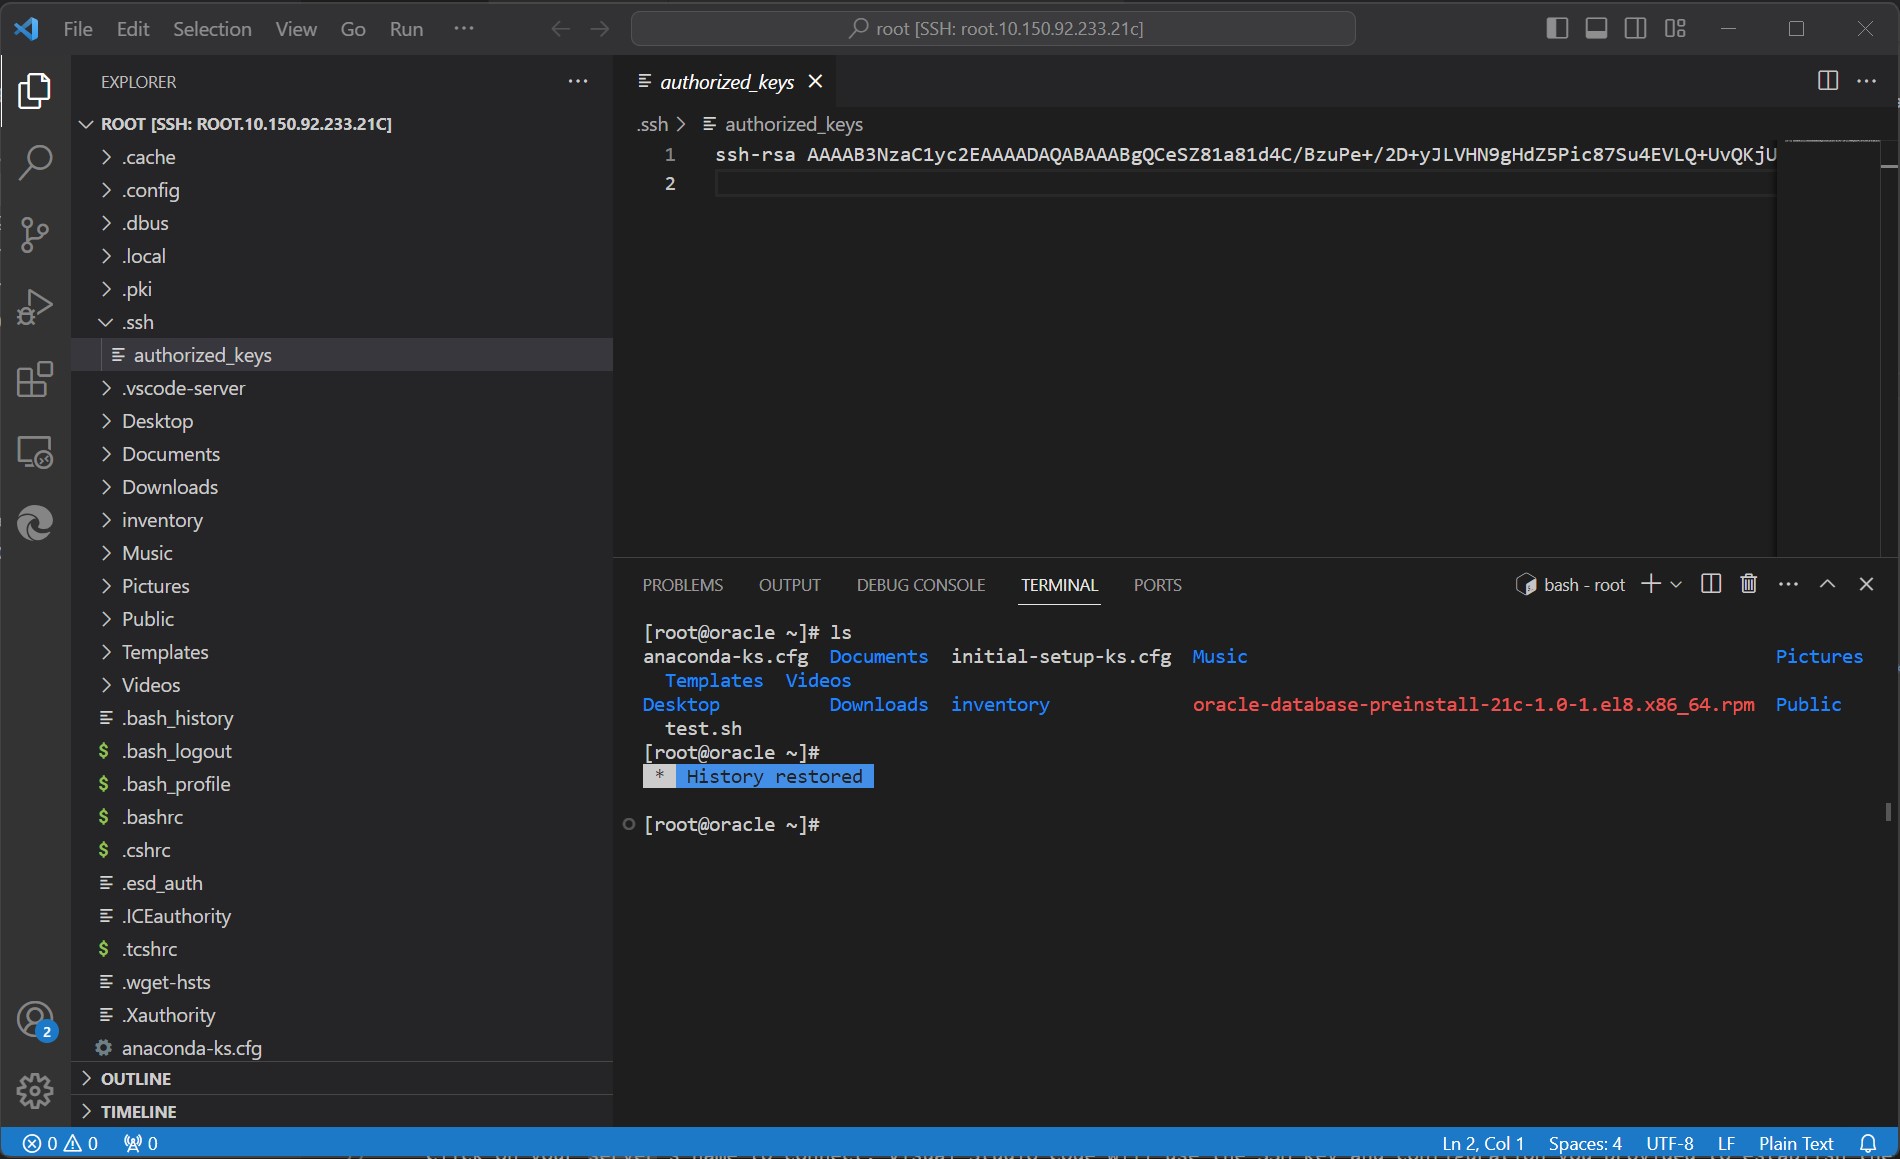 File Edit Selection View Go Run ··· root [SSH: root.10.150.92.233.21c]
EXPLORER ···
ROOT [SSH: ROOT.10.150.92.233.21C]
.cache
.config
.dbus
.local
.pki
.ssh
authorized_keys
.vscode-server
Desktop
Documents
Downloads
inventory
Music
Pictures
Public
Templates
Videos
.bash_history
$ .bash_logout
$ .bash_profile
$ .bashrc
$ .cshrc
.esd_auth
.ICEauthority
$ .tcshrc
.wget-hsts
.Xauthority
anaconda-ks.cfg
OUTLINE
TIMELINE
2
authorized_keys
.ssh > authorized_keys
1 ssh-rsa AAAAB3NzaC1yc2EAAAADAQABAAABgQCeSZ81a81d4C/BzuPe+/2D+yJLVHN9gHdZ5Pic87Su4EVLQ+UvQKjU
2
PROBLEMS OUTPUT DEBUG CONSOLE TERMINAL PORTS bash - root
[root@oracle ~]# ls
anaconda-ks.cfg Documents initial-setup-ks.cfg Music Pictures
Templates Videos
Desktop Downloads inventory oracle-database-preinstall-21c-1.0-1.el8.x86_64.rpm Public
test.sh
[root@oracle ~]#
* History restored
[root@oracle ~]#
0 0 0 Ln 2, Col 1 Spaces: 4 UTF-8 LF Plain Text